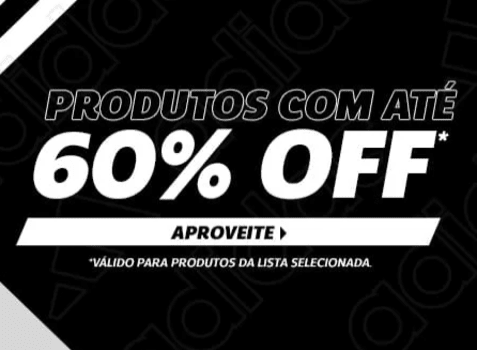 PRODUTOS COM ATÉ
60% OFF*
APROVEITE
*VÁLIDO PARA PRODUTOS DA LISTA SELECIONADA.